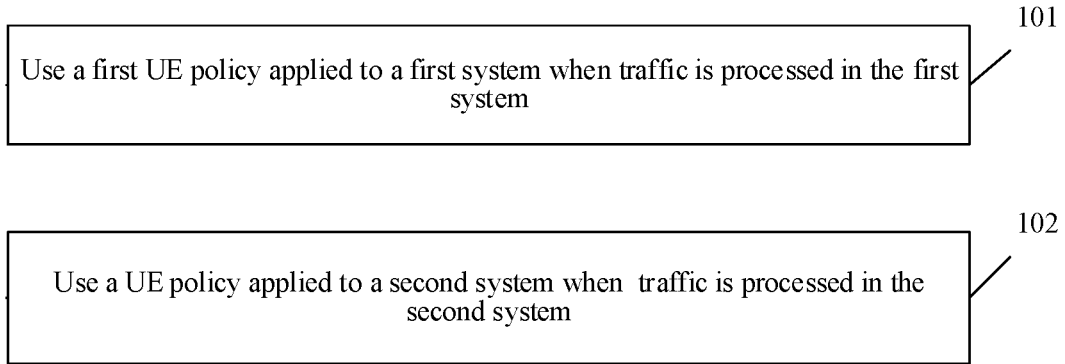 101
Use a first UE policy applied to a first system when traffic is processed in the first
system
102
Use a UE policy applied to a second system when traffic is processed in the
second system